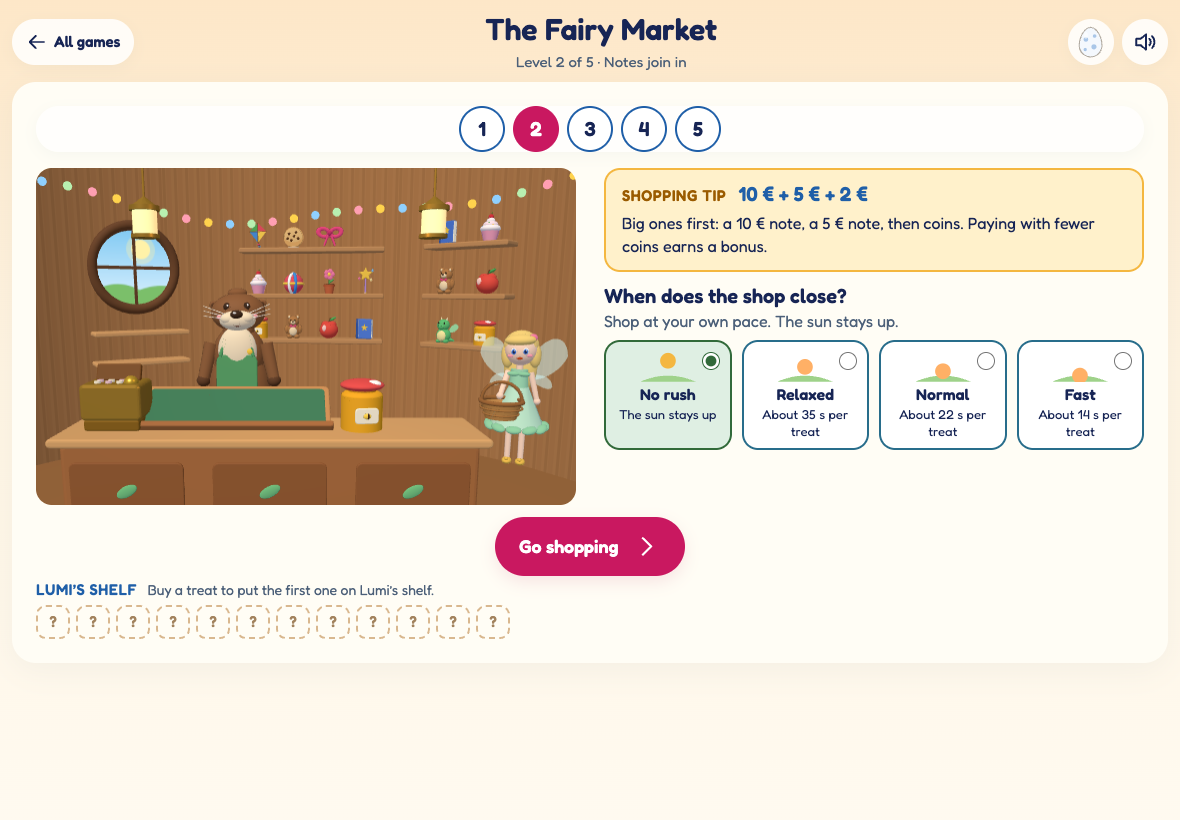 All games
The Fairy Market
Level 2 of 5 · Notes join in
1 2 3 4 5
SHOPPING TIP 10 € + 5 € + 2 €
Big ones first: a 10 € note, a 5 € note, then coins. Paying with fewer
coins earns a bonus.
When does the shop close?
Shop at your own pace. The sun stays up.
No rush
The sun stays up
Relaxed
About 35 s per
treat
Normal
About 22 s per
treat
Fast
About 14 s per
treat
Go shopping
LUMI'S SHELF Buy a treat to put the first one on Lumi's shelf.
? ? ? ? ? ? ? ? ? ? ? ?